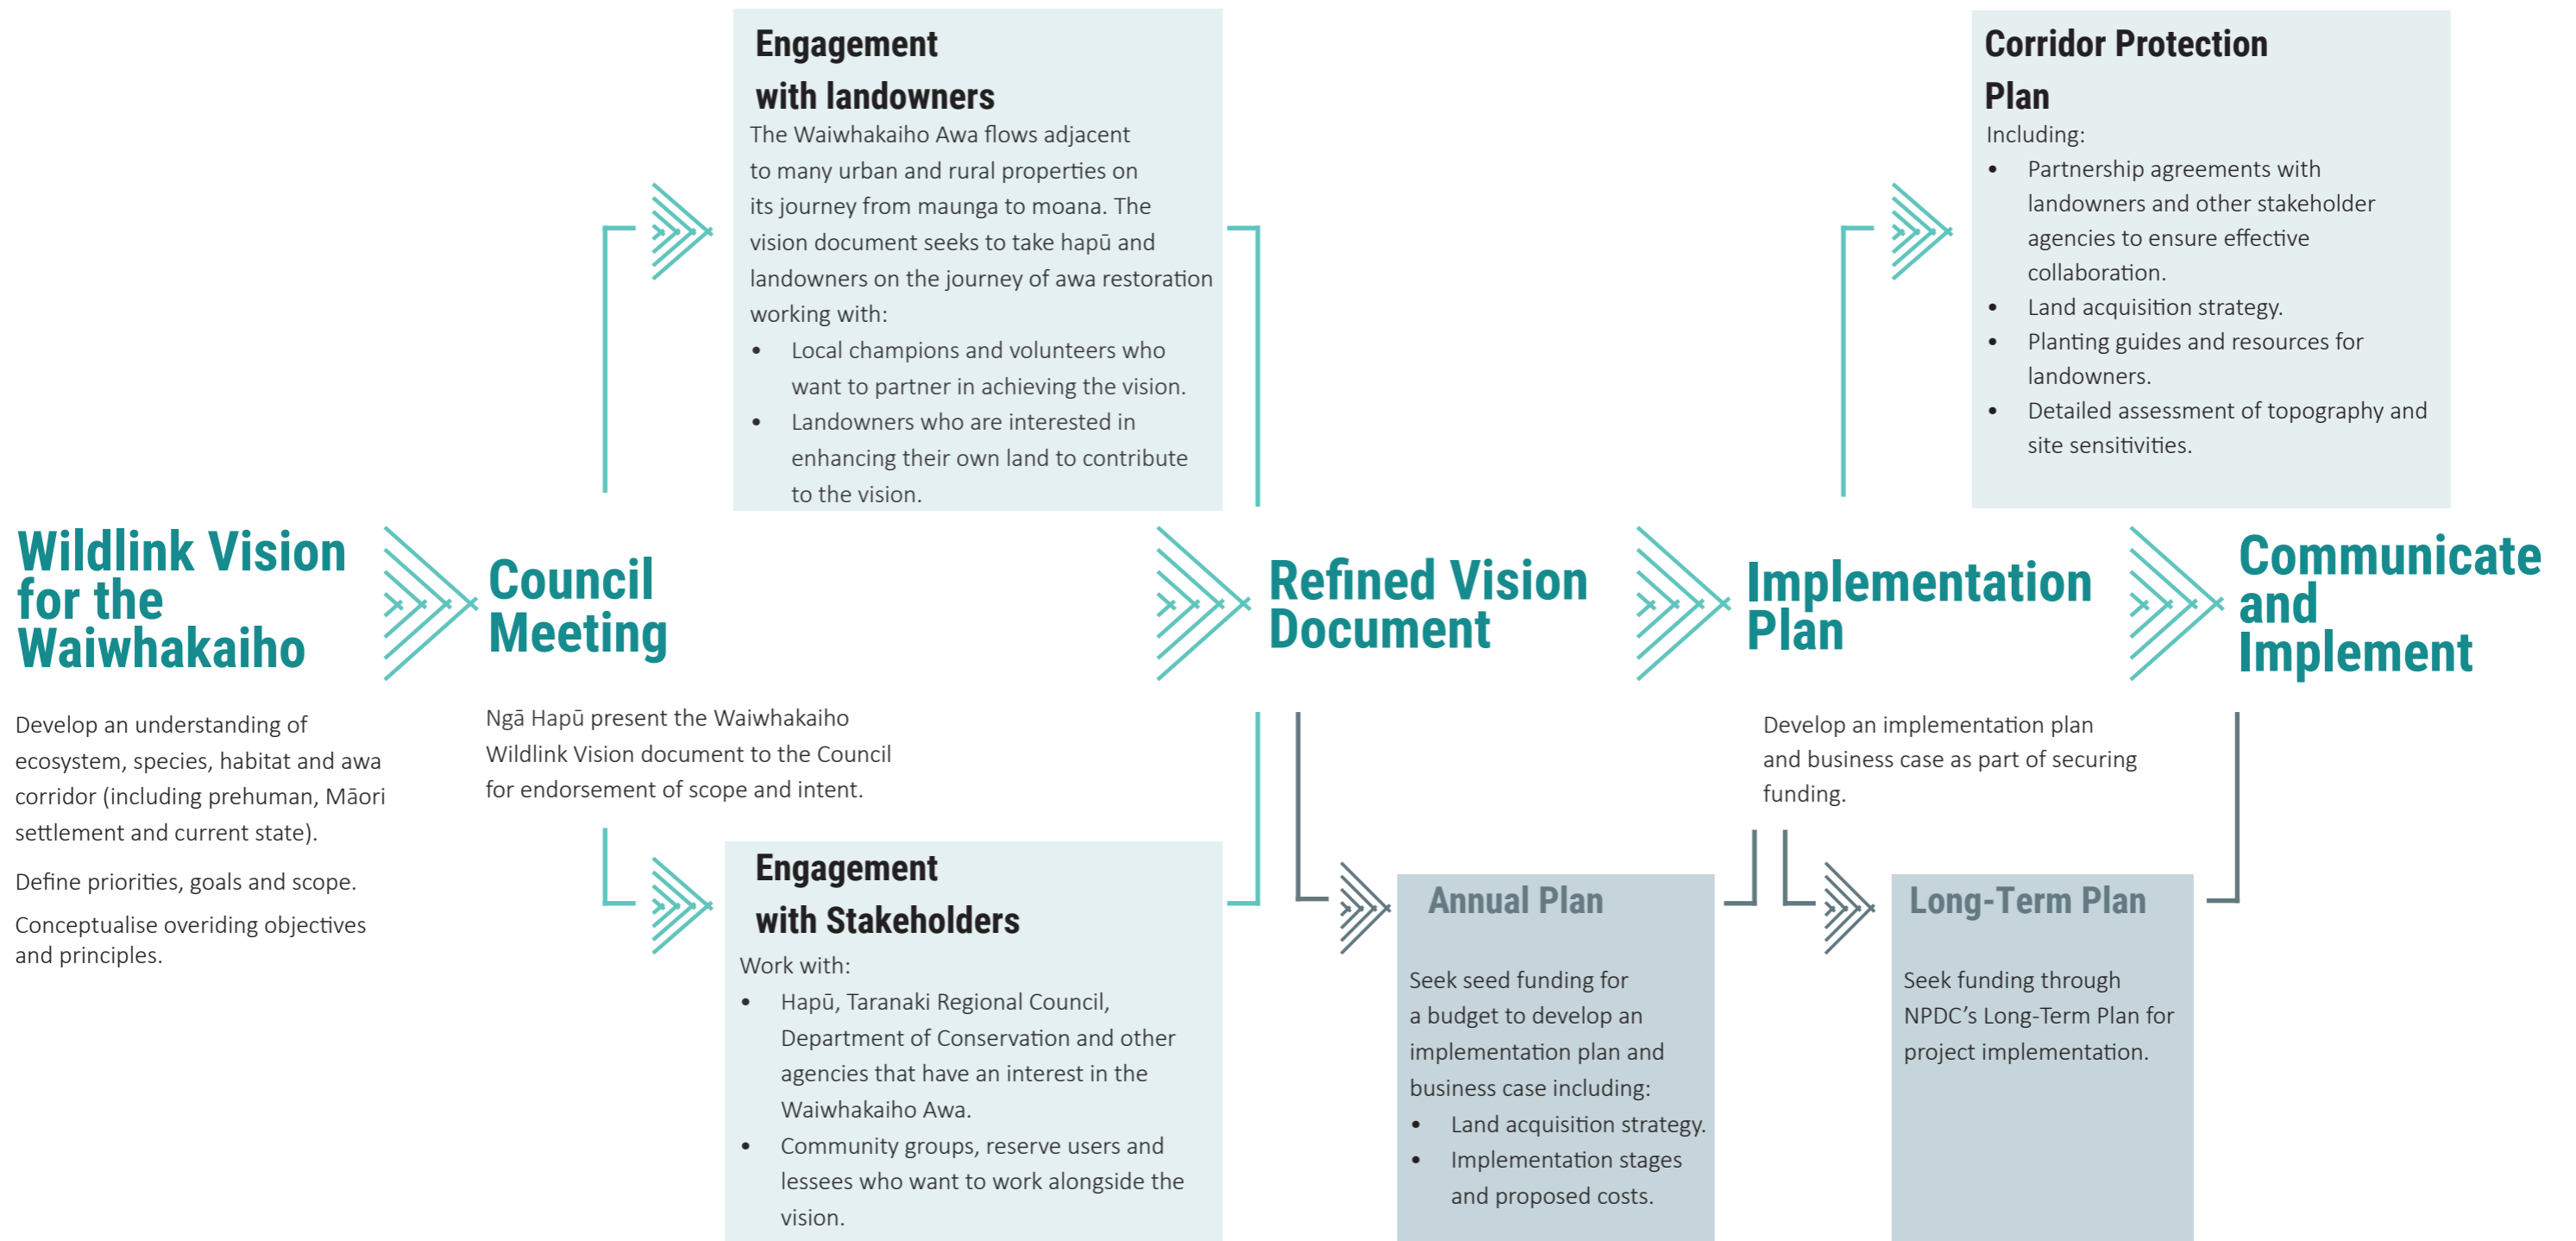 Wildlink Vision
for the
Waiwhakaiho
Develop an understanding of
ecosystem, species, habitat and awa
corridor (including prehuman, Māori
settlement and current state).
Define priorities, goals and scope.
Conceptualise overiding objectives
and principles.
Council
Meeting
Ngā Hapū present the Waiwhakaiho
Wildlink Vision document to the Council
for endorsement of scope and intent.
Engagement
with landowners
The Waiwhakaiho Awa flows adjacent
to many urban and rural properties on
its journey from maunga to moana. The
vision document seeks to take hapū and
landowners on the journey of awa restoration
working with:
• Local champions and volunteers who
want to partner in achieving the vision.
• Landowners who are interested in
enhancing their own land to contribute
to the vision.
Engagement
with Stakeholders
Work with:
• Hapū, Taranaki Regional Council,
Department of Conservation and other
agencies that have an interest in the
Waiwhakaiho Awa.
• Community groups, reserve users and
lessees who want to work alongside the
vision.
Refined Vision
Document
Annual Plan
Seek seed funding for
a budget to develop an
implementation plan and
business case including:
• Land acquisition strategy.
• Implementation stages
and proposed costs.
Implementation
Plan
Develop an implementation plan
and business case as part of securing
funding.
Corridor Protection
Plan
Including:
• Partnership agreements with
landowners and other stakeholder
agencies to ensure effective
collaboration.
• Land acquisition strategy.
• Planting guides and resources for
landowners.
• Detailed assessment of topography and
site sensitivities.
Long-Term Plan
Seek funding through
NPDC's Long-Term Plan for
project implementation.
Communicate
and
Implement